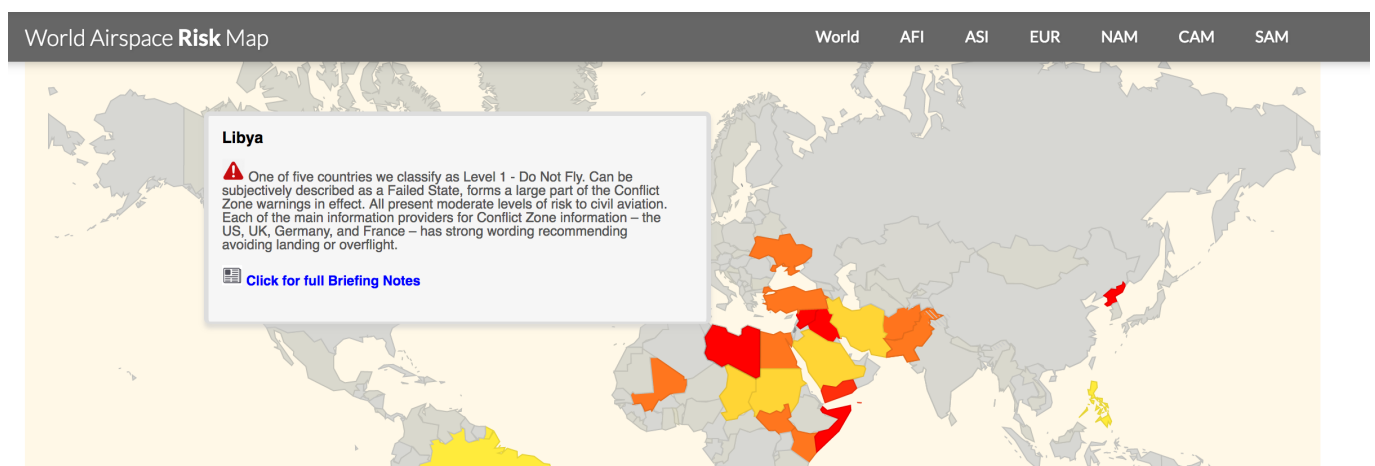 World Airspace Risk Map
World AFI ASI EUR NAM CAM SAM
Libya
One of five countries we classify as Level 1 - Do Not Fly. Can be
subjectively described as a Failed State, forms a large part of the Conflict
Zone warnings in effect. All present moderate levels of risk to civil aviation.
Each of the main information providers for Conflict Zone information – the
US, UK, Germany, and France – has strong wording recommending
avoiding landing or overflight.
Click for full Briefing Notes